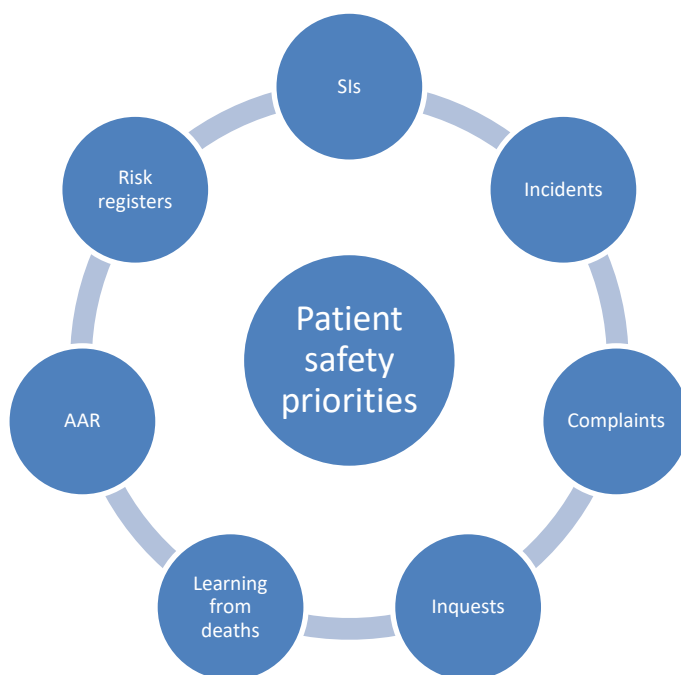 SIs
Incidents
Complaints
Inquests
Learning
from
deaths
AAR
Risk
registers
Patient
safety
priorities